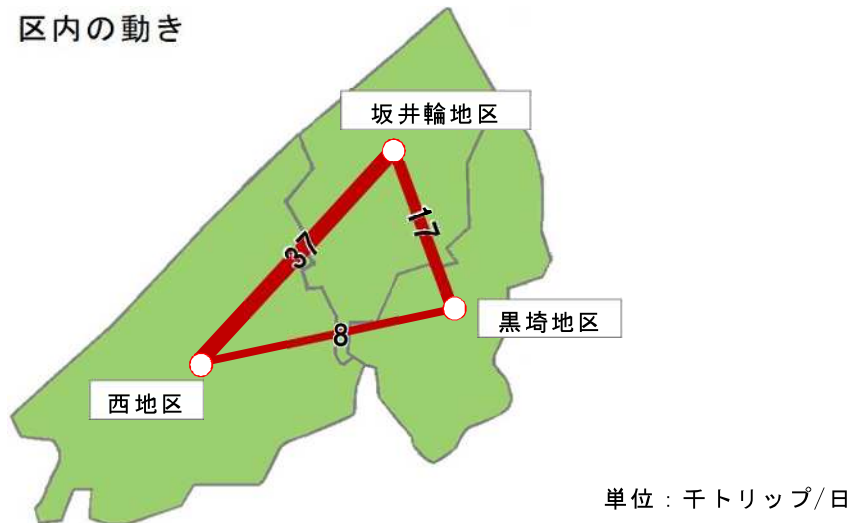 区内の動き
坂井輪地区
37
17
8
黒埼地区
西地区
単位：千トリップ/日